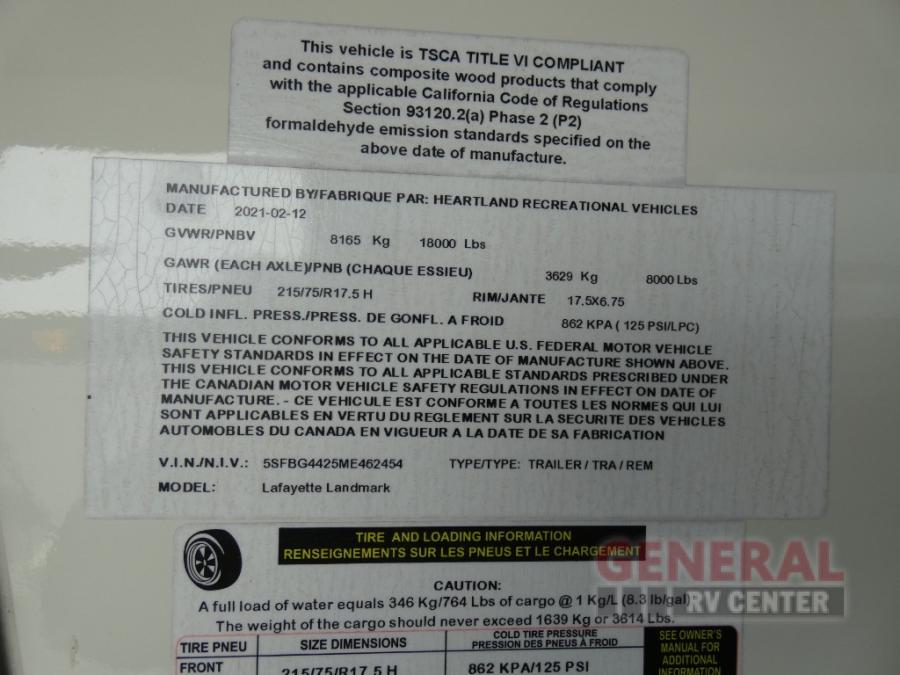 This vehicle is TSCA TITLE VI COMPLIANT
and contains composite wood products that comply
with the applicable California Code of Regulations
Section 93120.2(a) Phase 2 (P2)
formaldehyde emission standards specified on the
above date of manufacture.
MANUFACTURED BY/FABRIQUE PAR: HEARTLAND RECREATIONAL VEHICLES
DATE 2021-02-12
GVWR/PNBV 8165 Kg 18000 Lbs
GAWR (EACH AXLE)/PNB (CHAQUE ESSIEU) 3629 Kg 8000 Lbs
TIRES/PNEU 215/75/R17.5 H RIM/JANTE 17.5X6.75
COLD INFL. PRESS./PRESS. DE GONFL. A FROID 862 KPA ( 125 PSI/LPC)
THIS VEHICLE CONFORMS TO ALL APPLICABLE U.S. FEDERAL MOTOR VEHICLE
SAFETY STANDARDS IN EFFECT ON THE DATE OF MANUFACTURE SHOWN ABOVE.
THIS VEHICLE CONFORMS TO ALL APPLICABLE STANDARDS PRESCRIBED UNDER
THE CANADIAN MOTOR VEHICLE SAFETY REGULATIONS IN EFFECT ON DATE OF
MANUFACTURE. - CE VEHICULE EST CONFORME A TOUTES LES NORMES QUI LUI
SONT APPLICABLES EN VERTU DU REGLEMENT SUR LA SECURITE DES VEHICLES
AUTOMOBILES DU CANADA EN VIGUEUR A LA DATE DE SA FABRICATION
V.I.N./N.I.V.: 5SFBG4425ME462454 TYPE/TYPE: TRAILER / TRA / REM
MODEL: Lafayette Landmark
TIRE AND LOADING INFORMATION
RENSEIGNEMENTS SUR LES PNEUS ET LE CHARGEMENT
GENERAL
RV CENTER
CAUTION:
A full load of water equals 346 Kg/764 Lbs of cargo @ 1 Kg/L (8.3 lb/gal)
The weight of the cargo should never exceed 1639 Kg or 3614 Lbs.
TIRE PNEU SIZE DIMENSIONS COLD TIRE PRESSURE
PRESSION DES PNEUS À FROID
SEE OWNER'S
MANUAL FOR
ADDITIONAL
INFORMATION
FRONT 215/75/R17.5 H 862 KPA/125 PSI